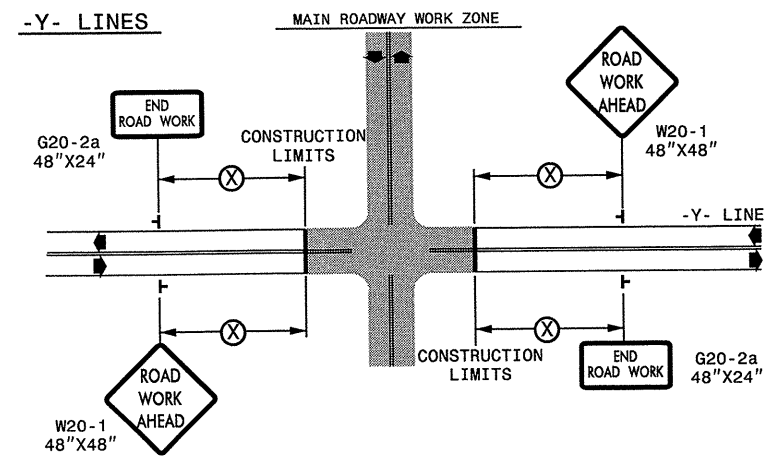 -Y- LINES
MAIN ROADWAY WORK ZONE
END
ROAD WORK
G20-2a
48"X24"
CONSTRUCTION
LIMITS
X
ROAD
WORK
AHEAD
W20-1
48"X48"
X
-Y- LINE
X
ROAD
WORK
AHEAD
W20-1
48"X48"
X
CONSTRUCTION
LIMITS
END
ROAD WORK
G20-2a
48"X24"